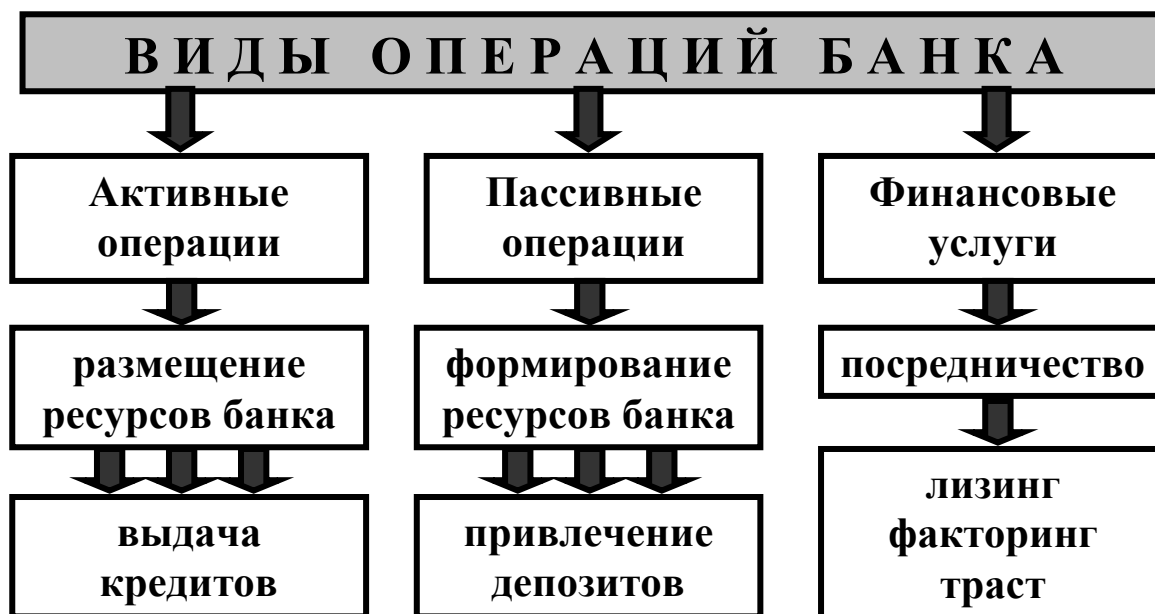 ВИДЫ ОПЕРАЦИЙ БАНКА
Активные
операции
Пассивные
операции
Финансовые
услуги
размещение
ресурсов банка
формирование
ресурсов банка
посредничество
выдача
кредитов
привлечение
депозитов
лизинг
факторинг
траст